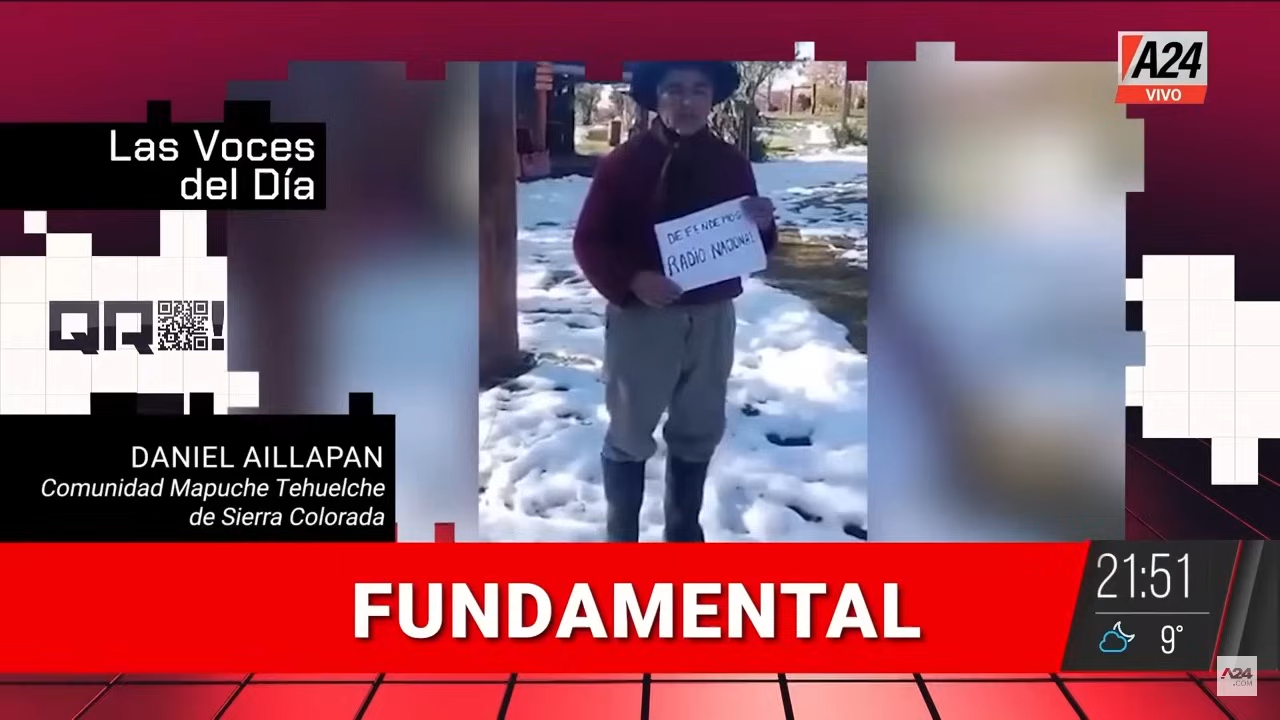 A24
VIVO
Las Voces
del Día
QR!
DEFENDEMOS
RADIO NACIONAL
DANIEL AILLAPAN
Comunidad Mapuche Tehuelche
de Sierra Colorada
FUNDAMENTAL
21:51
9°
A24
.COM